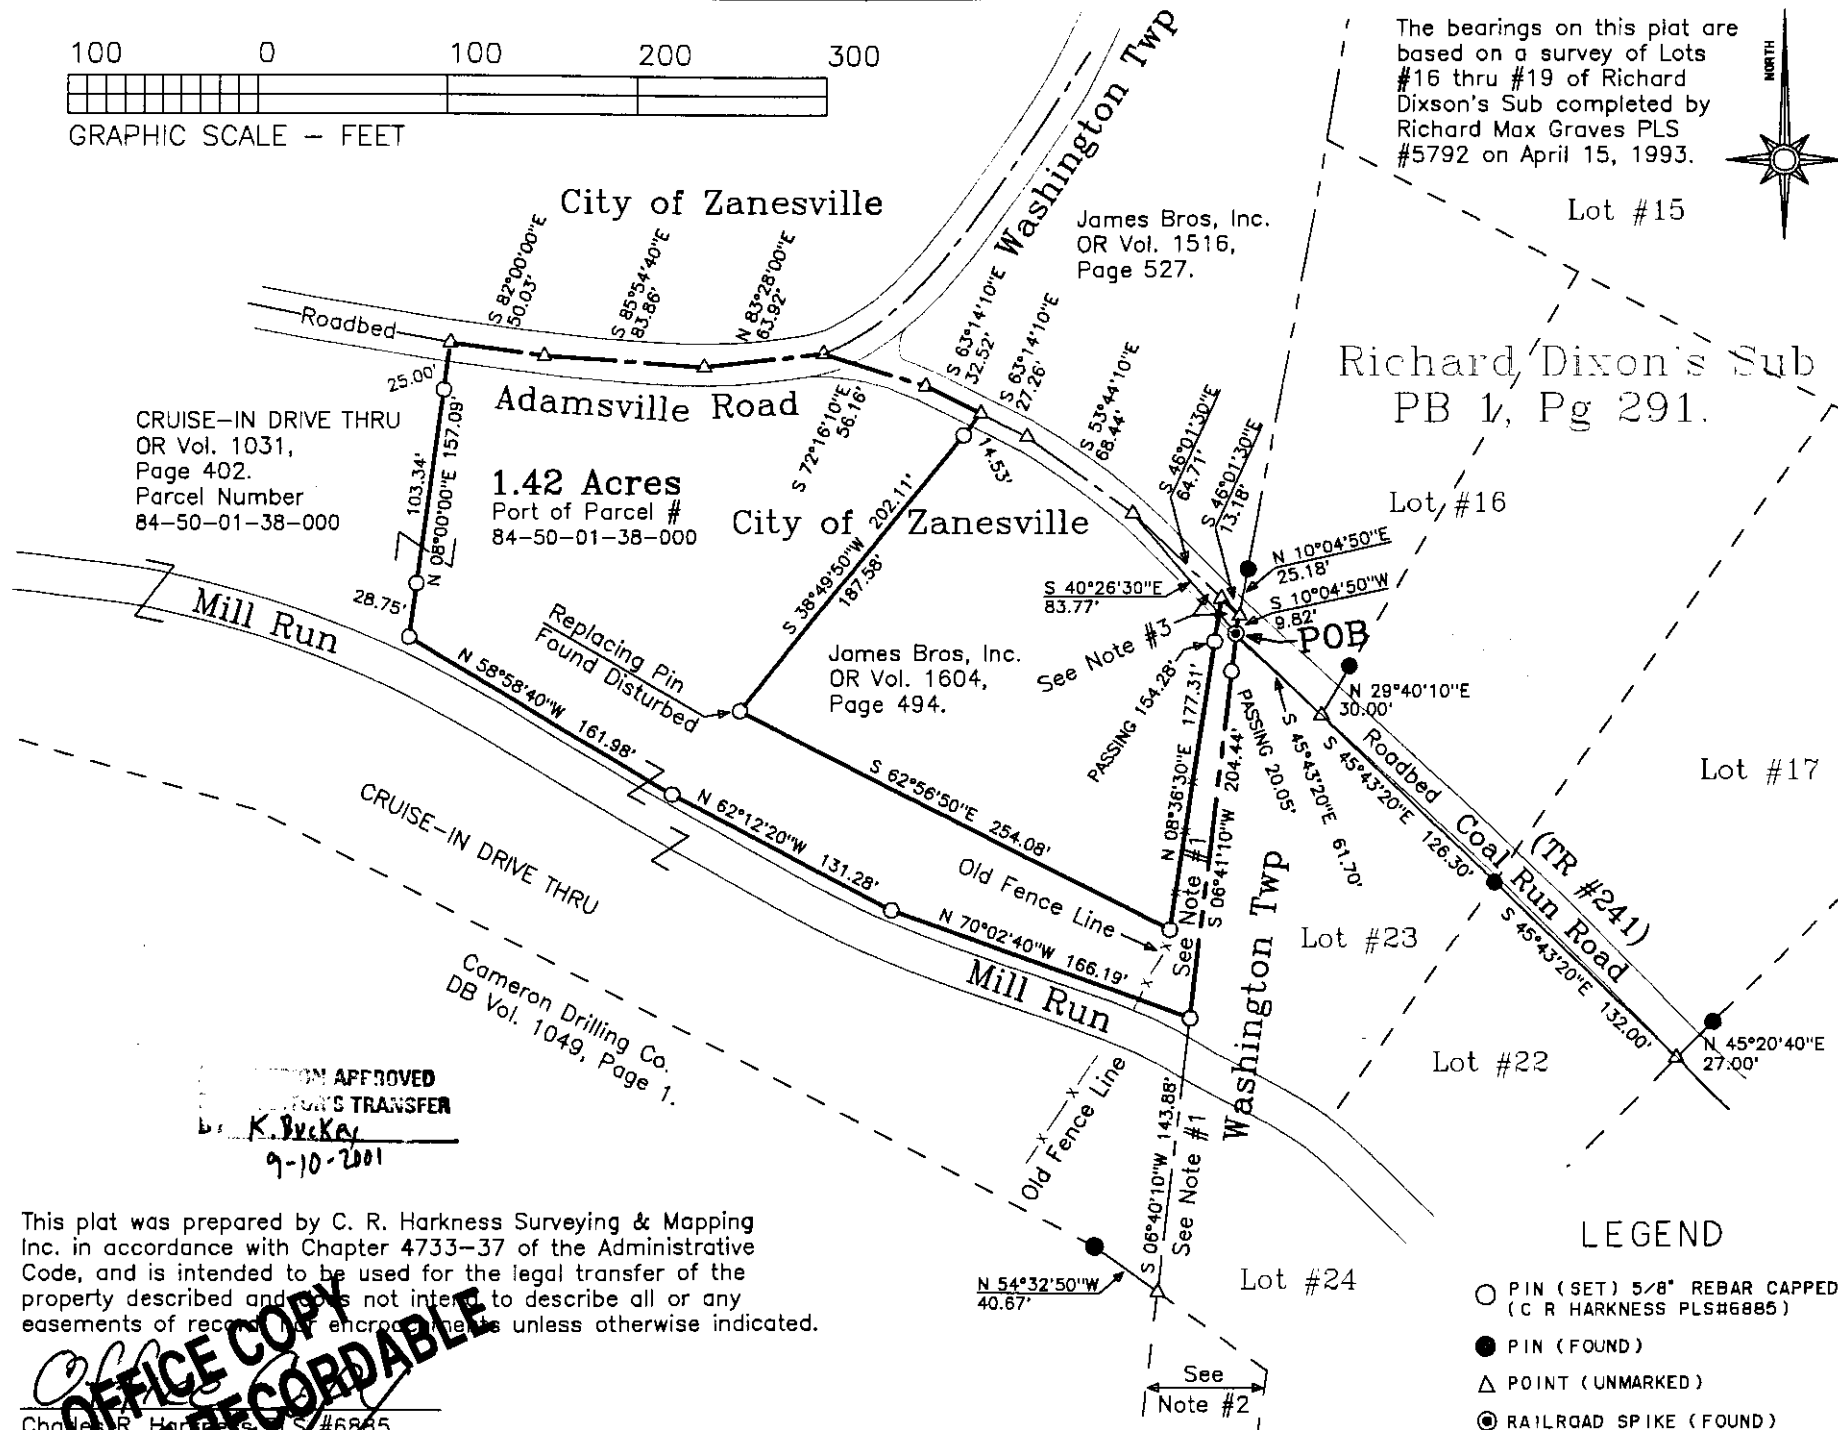 100 0 100 200 300
GRAPHIC SCALE – FEET
The bearings on this plat are
based on a survey of Lots
#16 thru #19 of Richard
Dixson's Sub completed by
Richard Max Graves PLS
#5792 on April 15, 1993.
NORTH
City of Zanesville
Washington Twp
James Bros, Inc.
OR Vol. 1516,
Page 527.
Lot #15
S 82°00'00"E
50.03'
S 85°54'40"E
83.86'
N 83°28'00"E
63.92'
S 63°14'10"E
32.52'
S 63°14'10"E
27.26'
S 53°44'10"E
68.44'
S 46°01'30"E
64.71'
S 46°01'30"E
13.18'
Roadbed
25.00'
Adamsville Road
S 72°16'10"E
56.16'
14.53'
Richard Dixon's Sub
PB 1, Pg 291.
CRUISE-IN DRIVE THRU
OR Vol. 1031,
Page 402.
Parcel Number
84-50-01-38-000
103.34'
N 08°00'00"E 157.09'
28.75'
1.42 Acres
Port of Parcel #
84-50-01-38-000
City of Zanesville
S 38°49'50"W 202.11'
187.58'
Lot #16
N 10°04'50"E
25.18'
S 10°04'50"W
9.82'
S 40°26'30"E
83.77'
See Note #3
POB
Mill Run
Replacing Pin
Found Disturbed
James Bros, Inc.
OR Vol. 1604,
Page 494.
PASSING 154.28'
N 08°36'30"E 177.31'
PASSING 20.05'
S 06°41'10"W 204.44'
See Note #1
S 45°43'20"E 61.70'
N 29°40'10"E
30.00'
Roadbed
S 45°43'20"E 126.30'
Coal Run Road
(TR #241)
Lot #17
N 58°58'40"W 161.98'
N 62°12'20"W 131.28'
S 62°56'50"E 254.08'
Old Fence Line
N 70°02'40"W 166.19'
Mill Run
CRUISE-IN DRIVE THRU
Washington Twp
Lot #23
S 45°43'20"E 132.00'
Lot #22
N 45°20'40"E
27.00'
Cameron Drilling Co.
DB Vol. 1049, Page 1.
Old Fence Line
S 06°40'10"W 143.88'
See Note #1
N 54°32'50"W
40.67'
Lot #24
See
Note #2
APPROVED
TRANSFER
9-10-2001
This plat was prepared by C. R. Harkness Surveying & Mapping
Inc. in accordance with Chapter 4733-37 of the Administrative
Code, and is intended to be used for the legal transfer of the
property described and does not intend to describe all or any
easements of record nor encroachments unless otherwise indicated.
OFFICE COPY
RECORDABLE
Charles R. Harkness #6885
LEGEND
PIN (SET) 5/8" REBAR CAPPED
(C R HARKNESS PLS#6885)
PIN (FOUND)
POINT (UNMARKED)
RAILROAD SPIKE (FOUND)